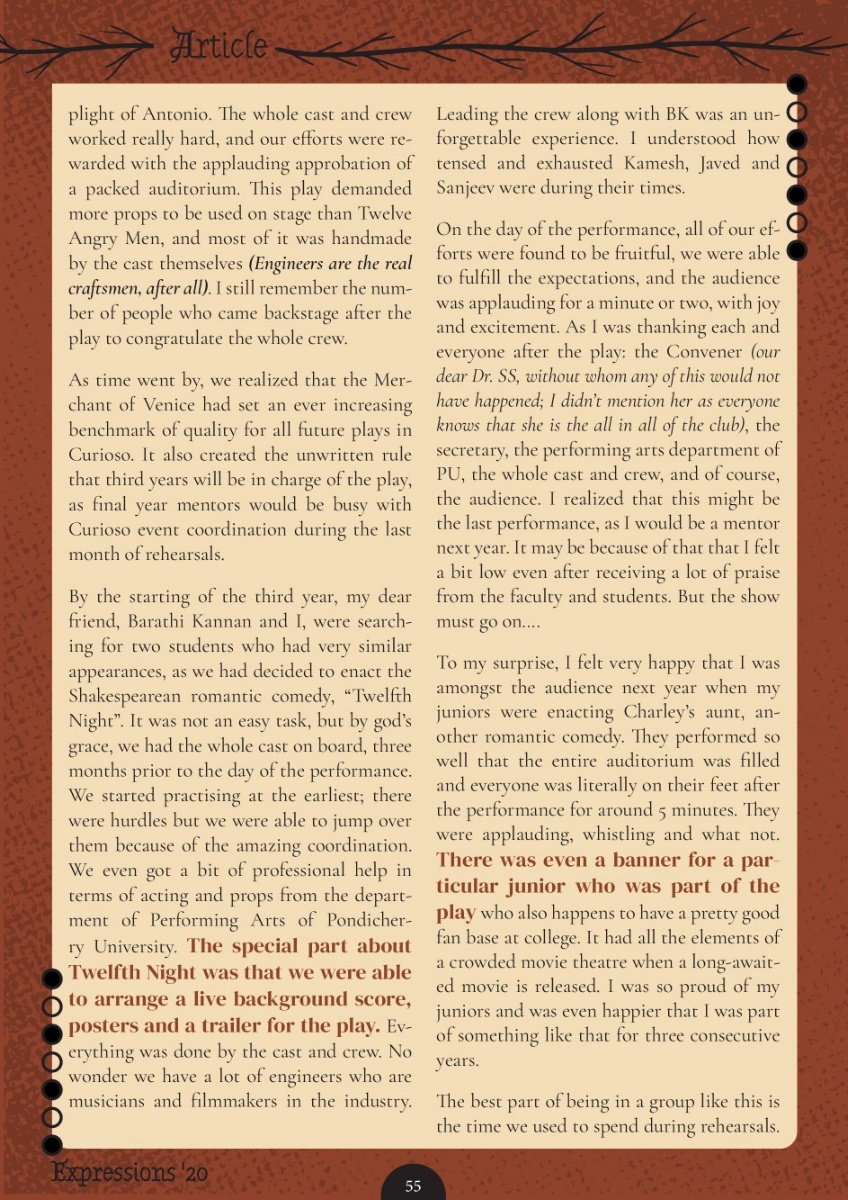 Article
plight of Antonio. The whole cast and crew
worked really hard, and our efforts were re-
warded with the applauding approbation of
a packed auditorium. This play demanded
more props to be used on stage than Twelve
Angry Men, and most of it was handmade
by the cast themselves (Engineers are the real
craftsmen, after all). I still remember the num-
ber of people who came backstage after the
play to congratulate the whole crew.
As time went by, we realized that the Mer-
chant of Venice had set an ever increasing
benchmark of quality for all future plays in
Curioso. It also created the unwritten rule
that third years will be in charge of the play,
as final year mentors would be busy with
Curioso event coordination during the last
month of rehearsals.
By the starting of the third year, my dear
friend, Barathi Kannan and I, were search-
ing for two students who had very similar
appearances, as we had decided to enact the
Shakespearean romantic comedy, “Twelfth
Night”. It was not an easy task, but by god’s
grace, we had the whole cast on board, three
months prior to the day of the performance.
We started practising at the earliest; there
were hurdles but we were able to jump over
them because of the amazing coordination.
We even got a bit of professional help in
terms of acting and props from the depart-
ment of Performing Arts of Pondicher-
ry University. The special part about
Twelfth Night was that we were able
to arrange a live background score,
posters and a trailer for the play. Ev-
erything was done by the cast and crew. No
wonder we have a lot of engineers who are
musicians and filmmakers in the industry.
Leading the crew along with BK was an un-
forgettable experience. I understood how
tensed and exhausted Kamesh, Javed and
Sanjeev were during their times.
On the day of the performance, all of our ef-
forts were found to be fruitful, we were able
to fulfill the expectations, and the audience
was applauding for a minute or two, with joy
and excitement. As I was thanking each and
everyone after the play: the Convener (our
dear Dr. SS, without whom any of this would not
have happened; I didn’t mention her as everyone
knows that she is the all in all of the club), the
secretary, the performing arts department of
PU, the whole cast and crew, and of course,
the audience. I realized that this might be
the last performance, as I would be a mentor
next year. It may be because of that that I felt
a bit low even after receiving a lot of praise
from the faculty and students. But the show
must go on....
To my surprise, I felt very happy that I was
amongst the audience next year when my
juniors were enacting Charley’s aunt, an-
other romantic comedy. They performed so
well that the entire auditorium was filled
and everyone was literally on their feet after
the performance for around 5 minutes. They
were applauding, whistling and what not.
There was even a banner for a par-
ticular junior who was part of the
play who also happens to have a pretty good
fan base at college. It had all the elements of
a crowded movie theatre when a long-await-
ed movie is released. I was so proud of my
juniors and was even happier that I was part
of something like that for three consecutive
years.
The best part of being in a group like this is
the time we used to spend during rehearsals.
Expressions '20
55